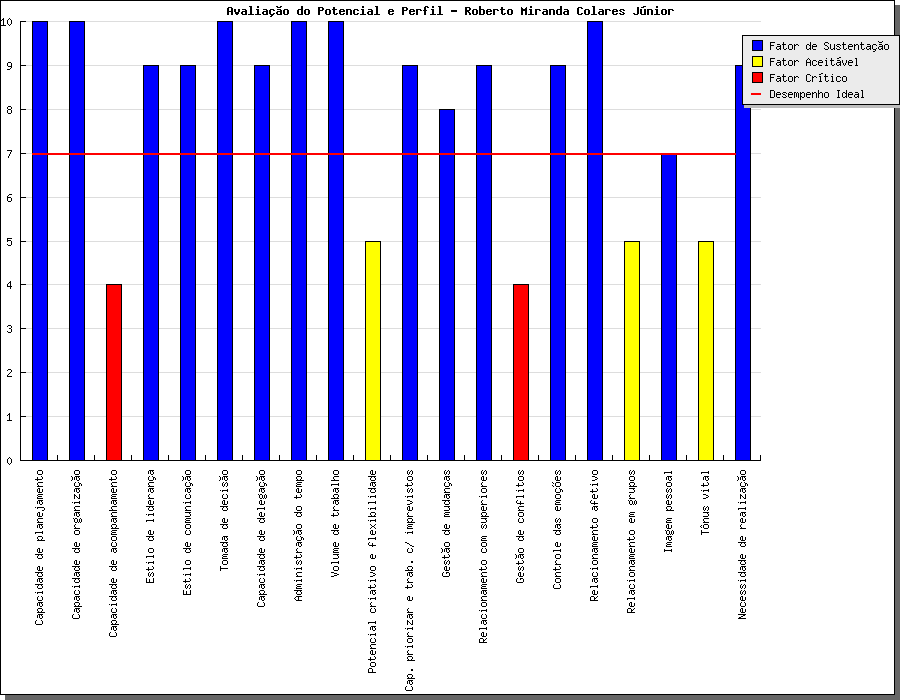 Avaliação do Potencial e Perfil - Roberto Miranda Colares Júnior
10
9
8
7
6
5
4
3
2
1
0
Fator de Sustentação
Fator Aceitável
Fator Crítico
Desempenho Ideal
Capacidade de planejamento
Capacidade de organização
Capacidade de acompanhamento
Estilo de liderança
Estilo de comunicação
Tomada de decisão
Capacidade de delegação
Administração do tempo
Volume de trabalho
Potencial criativo e flexibilidade
Cap. priorizar e trab. c/ imprevistos
Gestão de mudanças
Relacionamento com superiores
Gestão de conflitos
Controle das emoções
Relacionamento afetivo
Relacionamento em grupos
Imagem pessoal
Tônus vital
Necessidade de realização